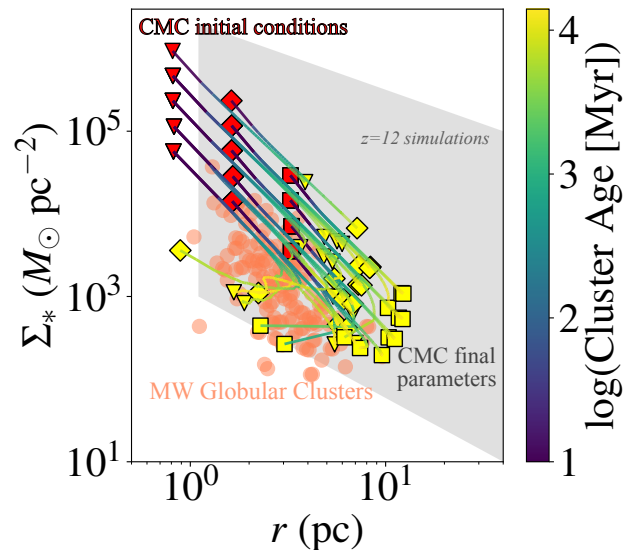 CMC initial conditions
z=12 simulations
CMC final
parameters
MW Globular Clusters
Σ* (M⊙ pc⁻²)
10⁵
10³
10¹
10⁰
10¹
r (pc)
4
3
2
1
log(Cluster Age [Myr])